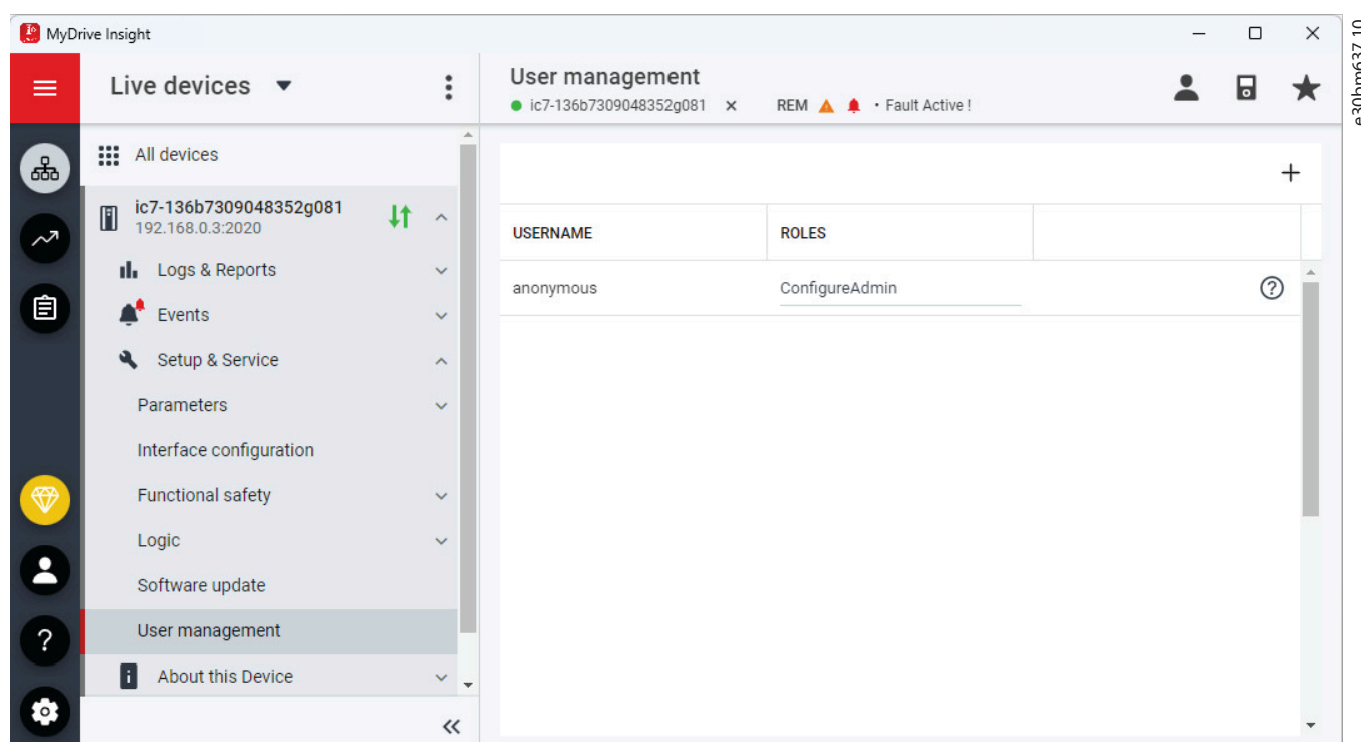 MyDrive Insight
Live devices
User management
ic7-136b7309048352g081 × REM • Fault Active !
All devices
ic7-136b7309048352g081
192.168.0.3:2020
Logs & Reports
Events
Setup & Service
Parameters
Interface configuration
Functional safety
Logic
Software update
User management
About this Device
USERNAME ROLES
anonymous ConfigureAdmin
e30bm637.10